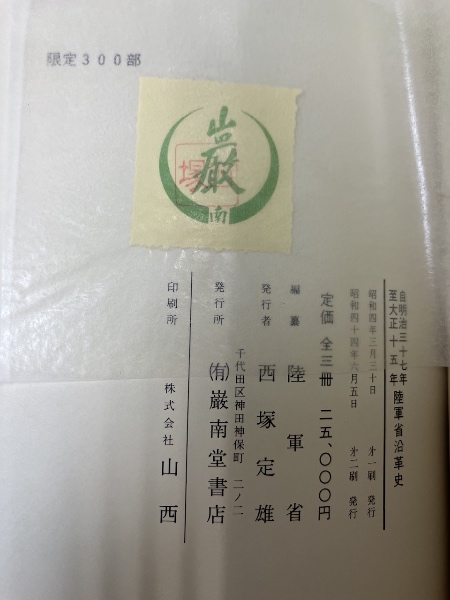 限定３００部
巖
南
自明治三十七年
至大正十五年
陸軍省沿革史
昭和四年三月三十日　才一刷 発行
昭和四十四年六月五日　才二刷 発行
定価 全三冊 二五、〇〇〇円
編纂 陸軍省
発行者 西塚定雄
千代田区神田神保町 二ノ二
発行所 ㈲巌南堂書店
印刷所 株式会社 山西